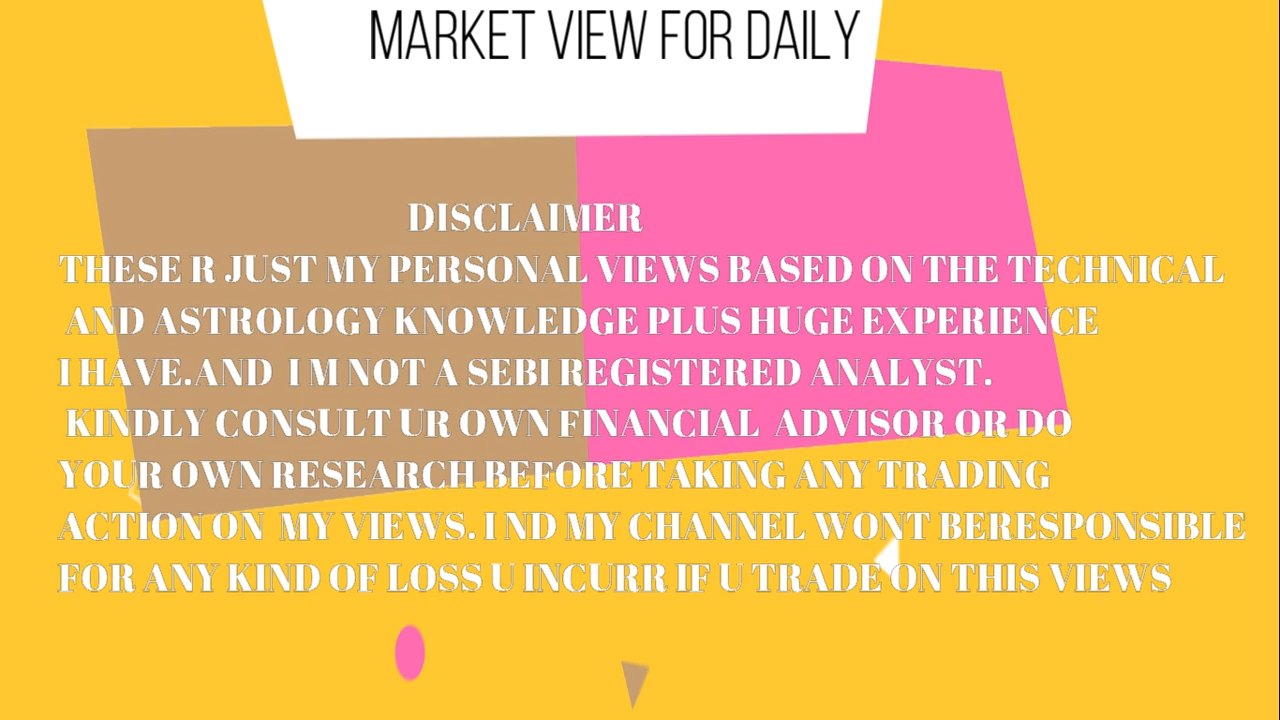 MARKET VIEW FOR DAILY
DISCLAIMER
THESE R JUST MY PERSONAL VIEWS BASED ON THE TECHNICAL
AND ASTROLOGY KNOWLEDGE PLUS HUGE EXPERIENCE
I HAVE.AND I M NOT A SEBI REGISTERED ANALYST.
KINDLY CONSULT UR OWN FINANCIAL ADVISOR OR DO
YOUR OWN RESEARCH BEFORE TAKING ANY TRADING
ACTION ON MY VIEWS. I ND MY CHANNEL WONT BERESPONSIBLE
FOR ANY KIND OF LOSS U INCURR IF U TRADE ON THIS VIEWS